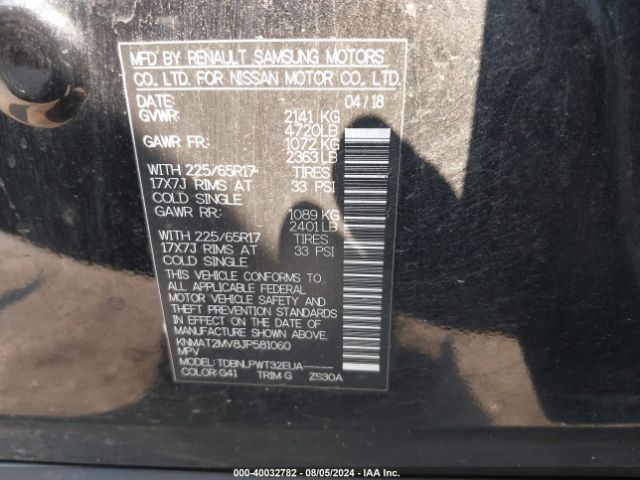 MFD BY RENAULT SAMSUNG MOTORS
CO., LTD. FOR NISSAN MOTOR CO., LTD.
DATE: 04/18
GVWR: 2141 KG
4720LB
GAWR FR: 1072 KG
2363 LB
WITH 225/65R17 TIRES
17X7J RIMS AT 33 PSI
COLD SINGLE
GAWR RR: 1089 KG
2401 LB
WITH 225/65R17 TIRES
17X7J RIMS AT 33 PSI
COLD SINGLE
THIS VEHICLE CONFORMS TO
ALL APPLICABLE FEDERAL
MOTOR VEHICLE SAFETY AND
THEFT PREVENTION STANDARDS
IN EFFECT ON THE DATE OF
MANUFACTURE SHOWN ABOVE.
KNMAT2MV8JP581060
MPV
MODEL: TDBNLPWT32EUA-----
COLOR G41 TRIM G ZS30A
000-40032782 - 08/05/2024 - IAA Inc.